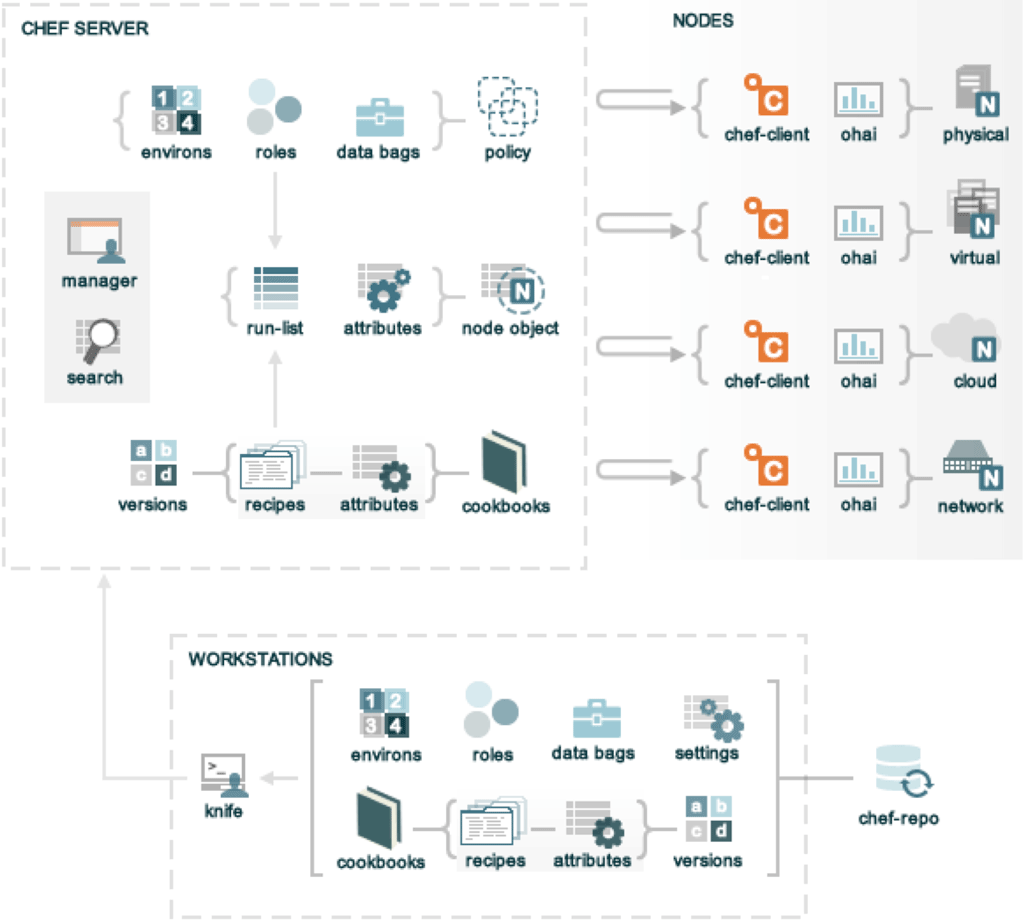 CHEF SERVER
NODES
1 2
3 4
environs
roles
data bags
policy
manager
search
run-list
attributes
N
node object
a b
c d
versions
recipes
attributes
cookbooks
C
chef-client
ohai
N
physical
C
chef-client
ohai
N
virtual
C
chef-client
ohai
N
cloud
C
chef-client
ohai
N
network
WORKSTATIONS
1 2
3 4
environs
roles
data bags
settings
>_
knife
cookbooks
recipes
attributes
a b
c d
versions
chef-repo